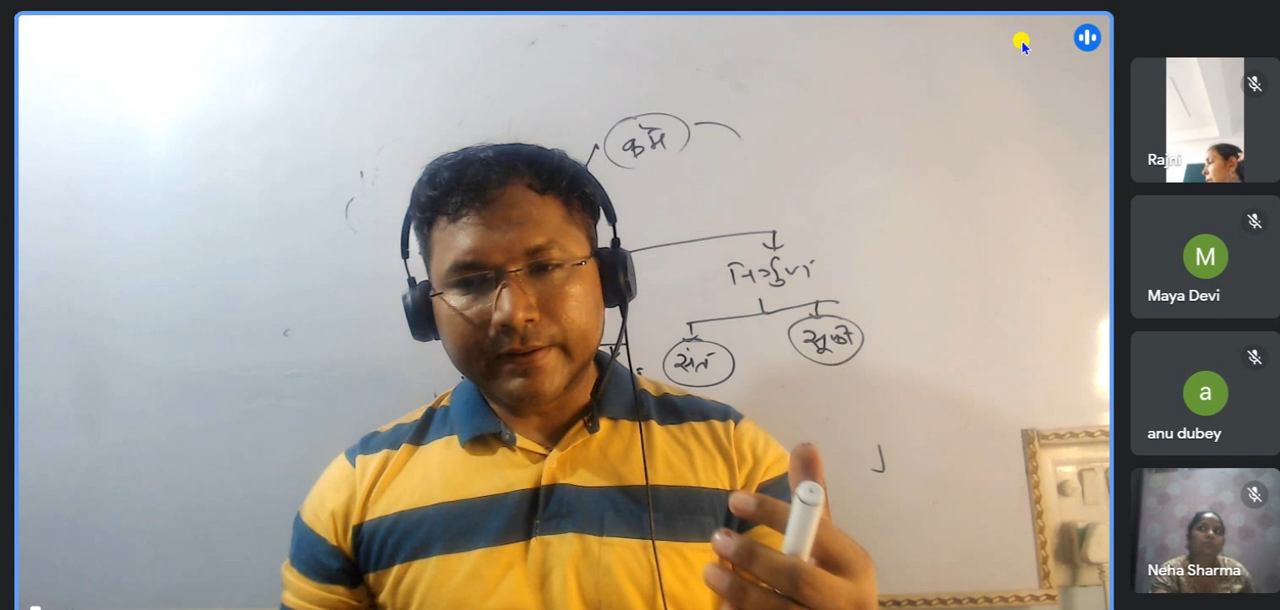 कर्म
निर्गुण
संत
सूफी
Rajni
M
Maya Devi
a
anu dubey
Neha Sharma